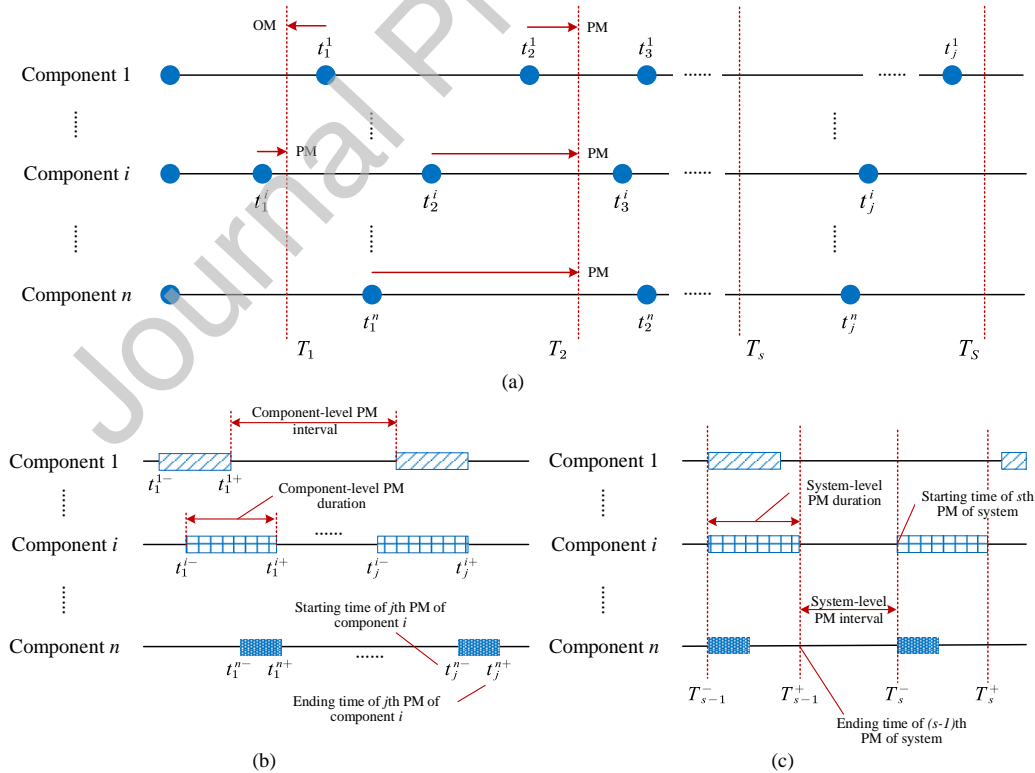 OM
PM
t_1^1
t_2^1
t_3^1
t_j^1
Component 1
......
......
......
......
......
......
PM
PM
Component i
......
t_1^i
t_2^i
t_3^i
t_j^i
......
......
......
PM
Component n
......
t_1^n
t_2^n
t_j^n
T_1
T_2
T_s
T_S
(a)
Journal P
Component-level PM
interval
Component 1
t_1^{1-}
t_1^{1+}
......
Component-level PM
duration
Component i
......
t_1^{i-}
t_1^{i+}
t_j^{i-}
t_j^{i+}
......
Starting time of jth PM of
component i
Component n
......
t_1^{n-}
t_1^{n+}
t_j^{n-}
t_j^{n+}
Ending time of jth PM of
component i
(b)
Component 1
......
System-level
PM duration
Starting time of sth
PM of system
Component i
......
System-level
PM interval
Component n
T_{s-1}^-
T_{s-1}^+
T_s^-
T_s^+
Ending time of (s-1)th
PM of system
(c)